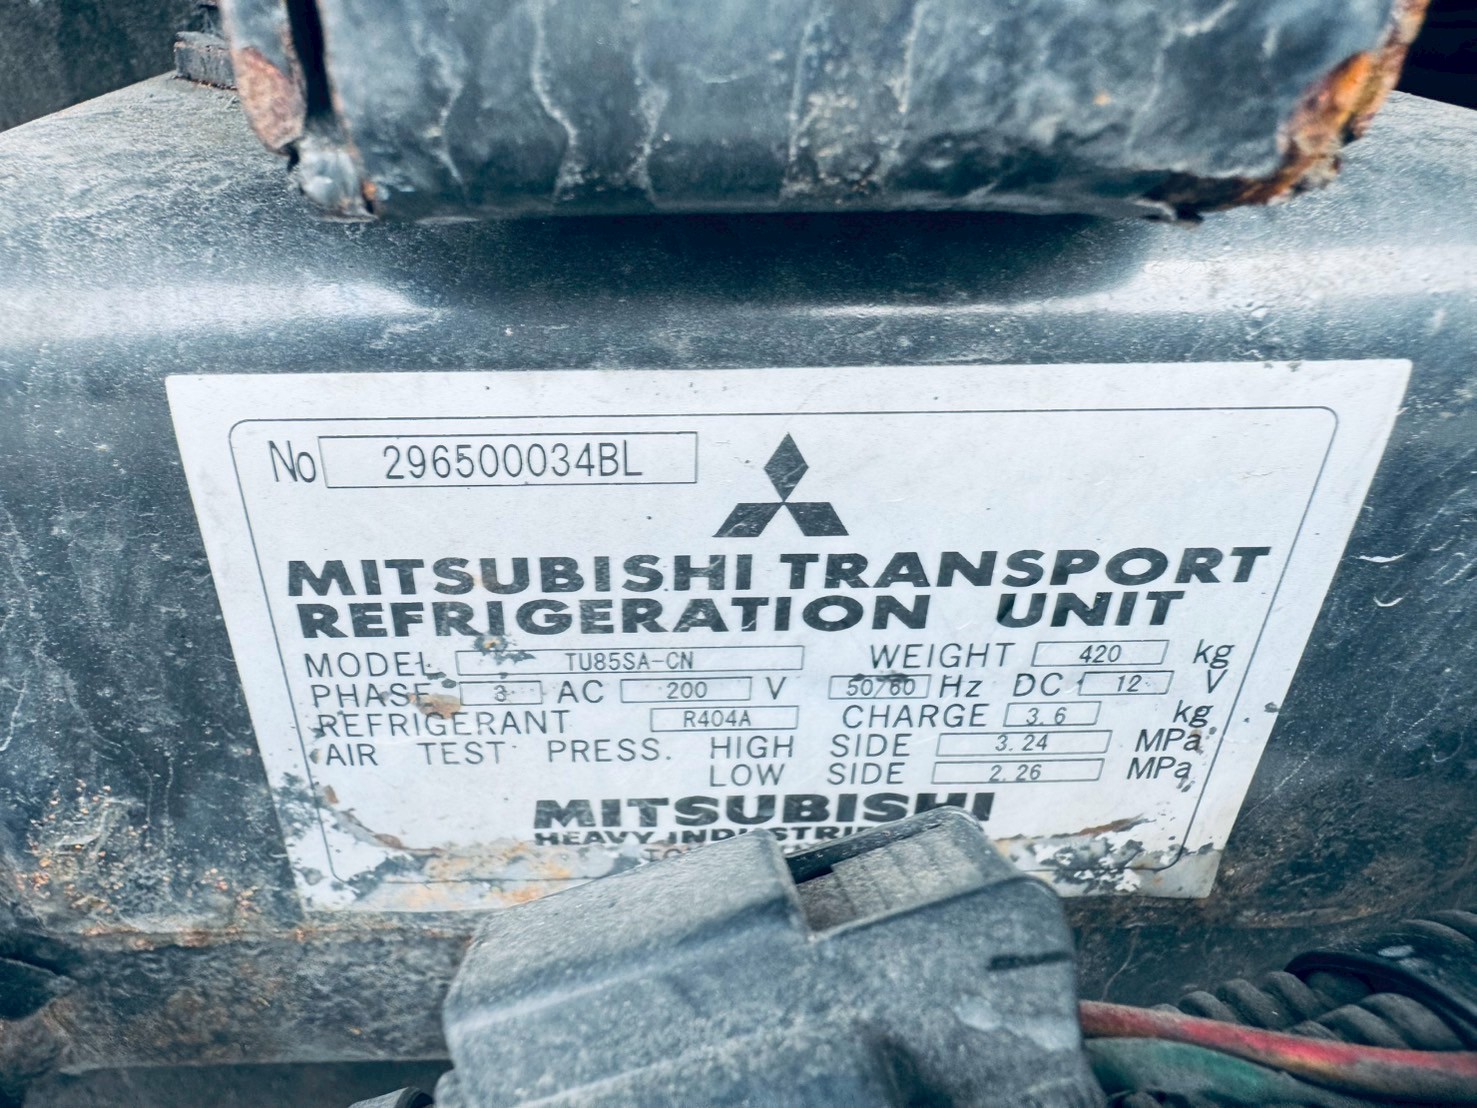 No 296500034BL
MITSUBISHI TRANSPORT
REFRIGERATION UNIT
MODEL TU85SA-CN WEIGHT 420 kg
PHASE 3 AC 200 V 50/60 Hz DC 12 V
REFRIGERANT R404A CHARGE 3.6 kg
AIR TEST PRESS. HIGH SIDE 3.24 MPa
LOW SIDE 2.26 MPa
MITSUBISHI
HEAVY